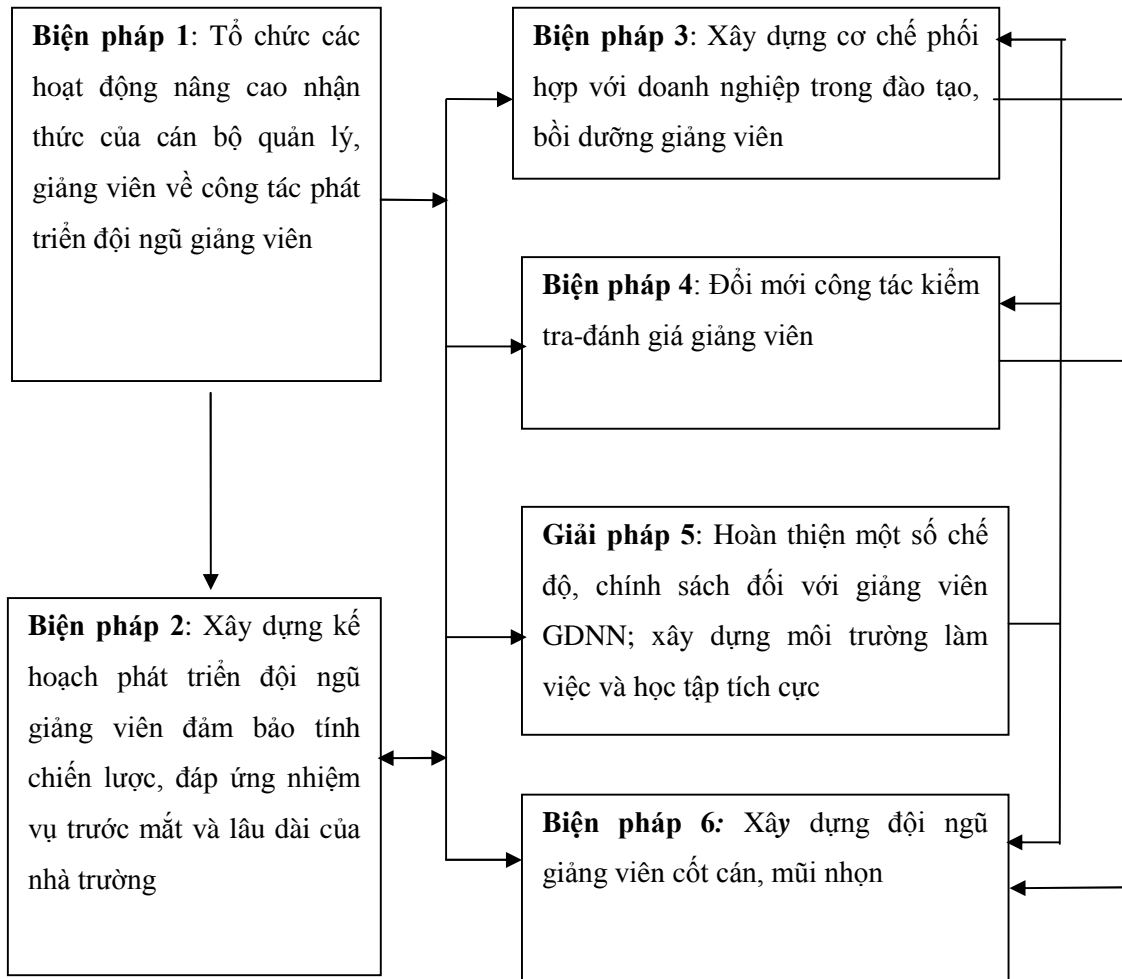 Biện pháp 1: Tổ chức các
hoạt động nâng cao nhận
thức của cán bộ quản lý,
giảng viên về công tác phát
triển đội ngũ giảng viên
Biện pháp 2: Xây dựng kế
hoạch phát triển đội ngũ
giảng viên đảm bảo tính
chiến lược, đáp ứng nhiệm
vụ trước mắt và lâu dài của
nhà trường
Biện pháp 3: Xây dựng cơ chế phối
hợp với doanh nghiệp trong đào tạo,
bồi dưỡng giảng viên
Biện pháp 4: Đổi mới công tác kiểm
tra-đánh giá giảng viên
Giải pháp 5: Hoàn thiện một số chế
độ, chính sách đối với giảng viên
GDNN; xây dựng môi trường làm
việc và học tập tích cực
Biện pháp 6: Xây dựng đội ngũ
giảng viên cốt cán, mũi nhọn